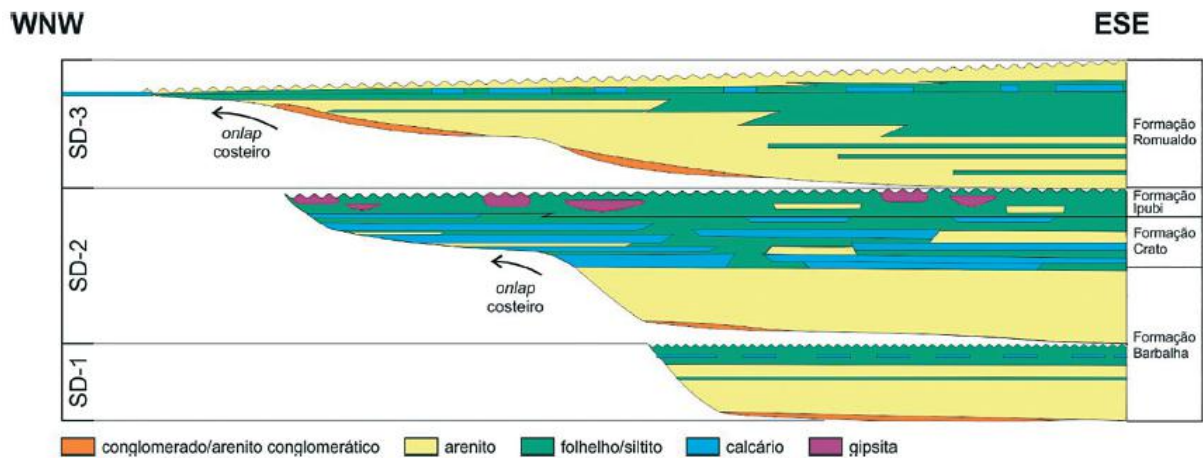 WNW
ESE
SD-3
onlap
costeiro
Formação
Romualdo
SD-2
Formação
Ipubi
Formação
Crato
onlap
costeiro
Formação
Barbalha
SD-1
conglomerado/arenito conglomerático
arenito
folhelho/siltito
calcário
gipsita